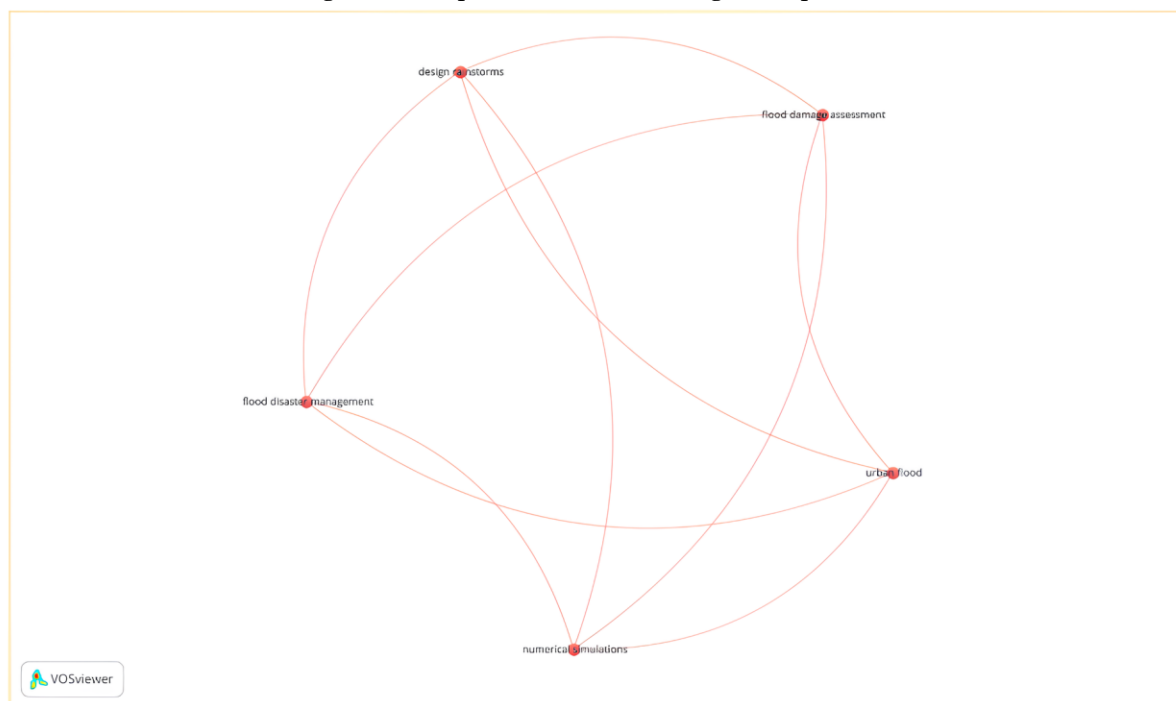 design rainstorms
flood damage assessment
flood disaster management
urban flood
numerical simulations
VOSviewer